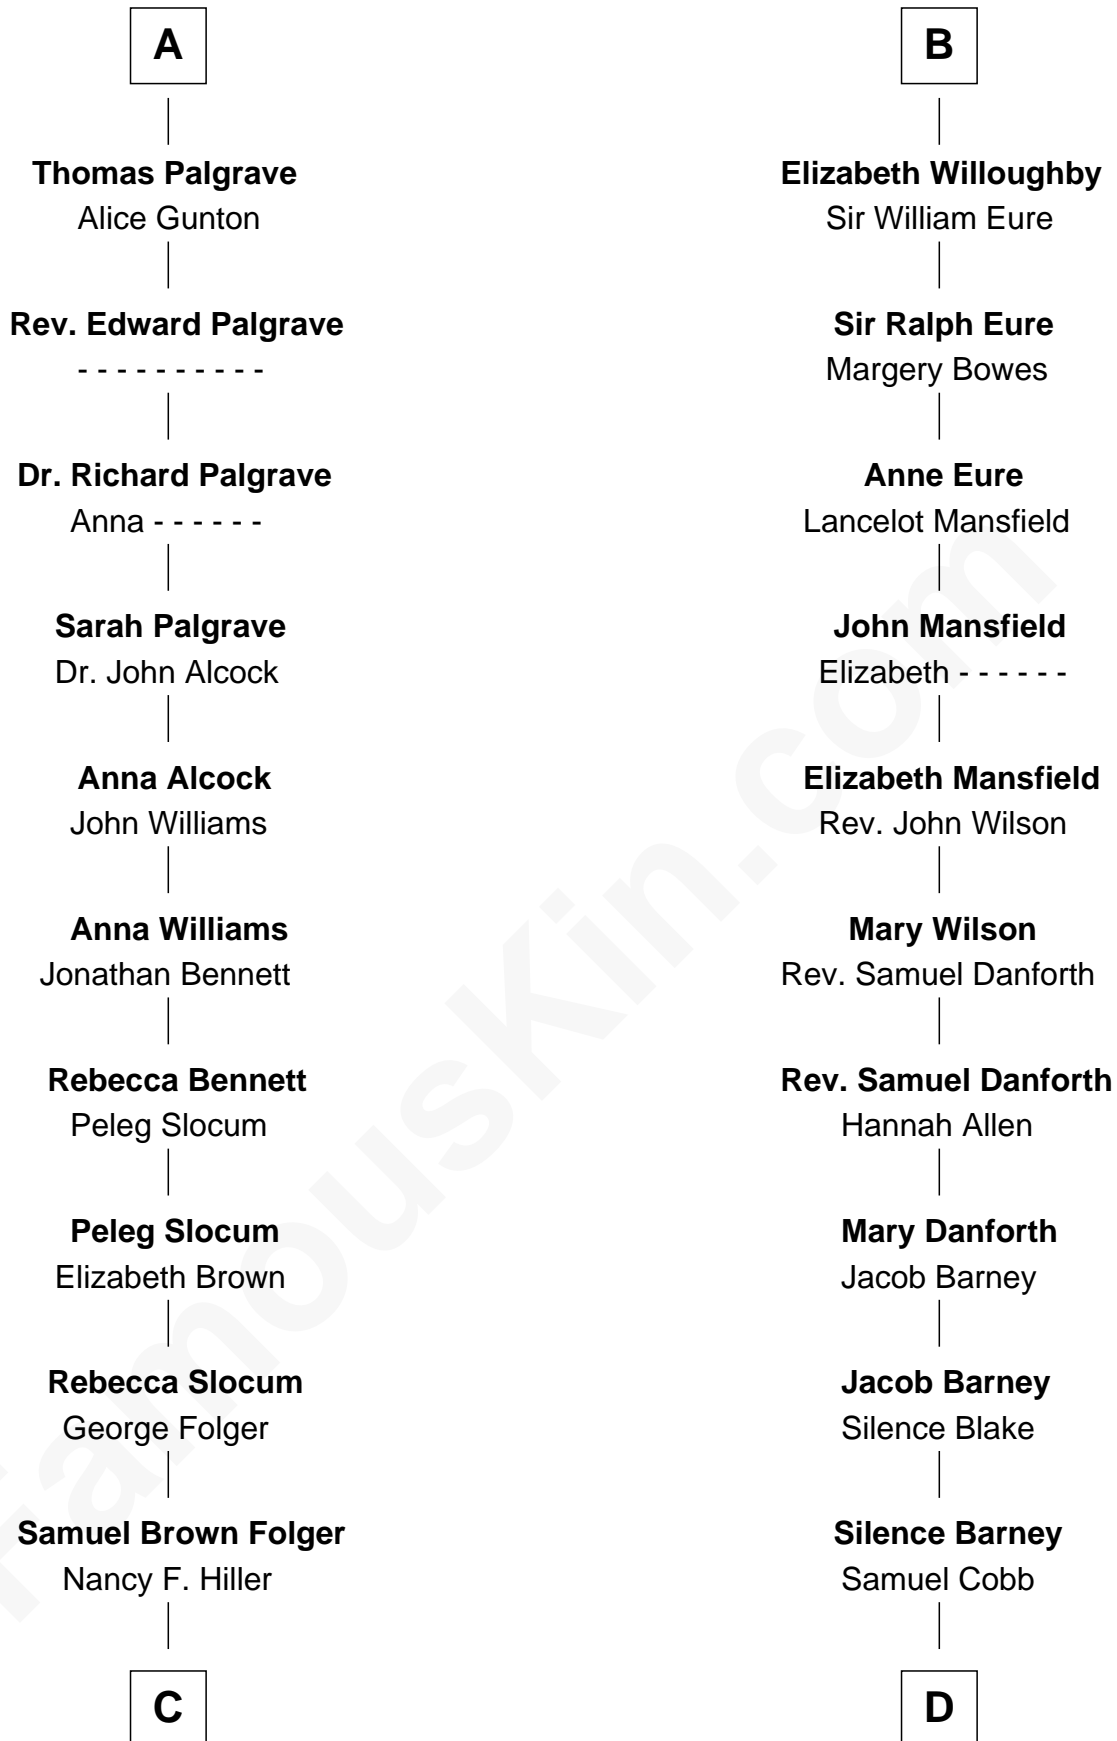 A
Thomas Palgrave
Alice Gunton
Rev. Edward Palgrave
- - - - - - - - - -
Dr. Richard Palgrave
Anna - - - - - -
Sarah Palgrave
Dr. John Alcock
Anna Alcock
John Williams
Anna Williams
Jonathan Bennett
Rebecca Bennett
Peleg Slocum
Peleg Slocum
Elizabeth Brown
Rebecca Slocum
George Folger
Samuel Brown Folger
Nancy F. Hiller
C
B
Elizabeth Willoughby
Sir William Eure
Sir Ralph Eure
Margery Bowes
Anne Eure
Lancelot Mansfield
John Mansfield
Elizabeth - - - - - -
Elizabeth Mansfield
Rev. John Wilson
Mary Wilson
Rev. Samuel Danforth
Rev. Samuel Danforth
Hannah Allen
Mary Danforth
Jacob Barney
Jacob Barney
Silence Blake
Silence Barney
Samuel Cobb
D
FamousKin.com